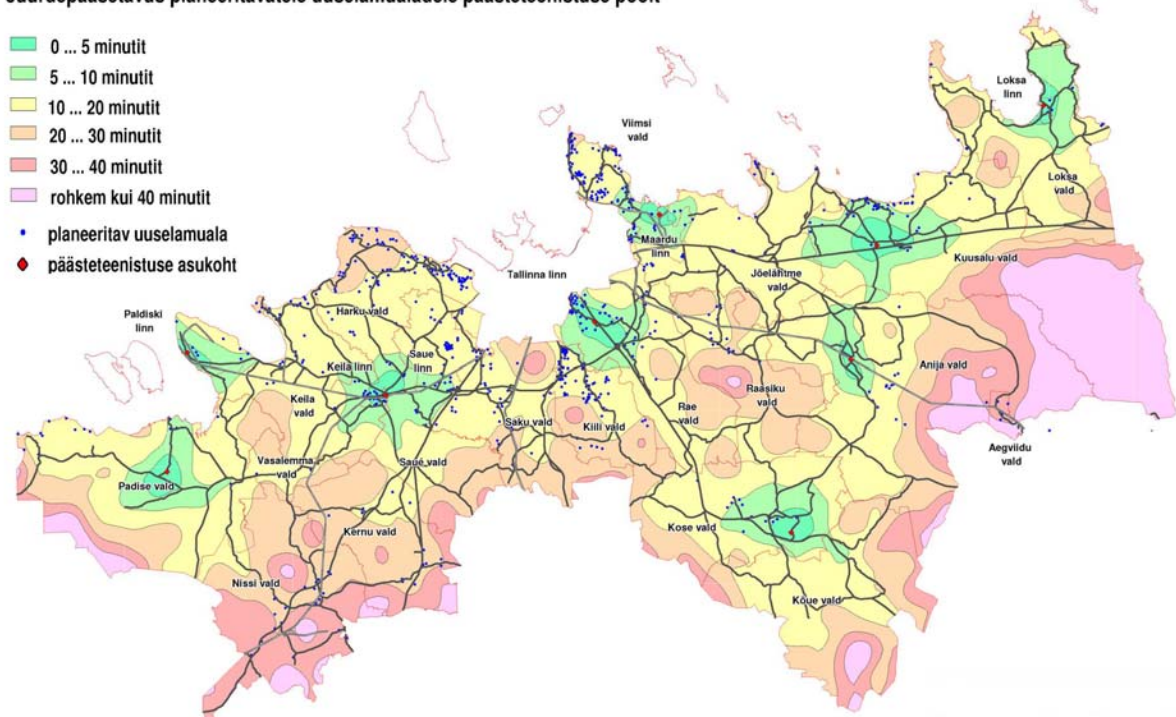 0 ... 5 minutit
5 ... 10 minutit
10 ... 20 minutit
20 ... 30 minutit
30 ... 40 minutit
rohkem kui 40 minutit
planeeritav uuselamuala
päästeteenistuse asukoht
Loksa
linn
Viimsi
vald
Loksa
vald
Maardu
linn
Tallinna linn
Jõelähtme
vald
Kuusalu vald
Paldiski
linn
Harku vald
Saue
linn
Keila linn
Keila
vald
Anija vald
Raasiku
vald
Rae
vald
Saku vald
Kiili vald
Aegviidu
vald
Vasalemma
vald
Saue vald
Padise vald
Kernu vald
Kose vald
Nissi vald
Kõue vald